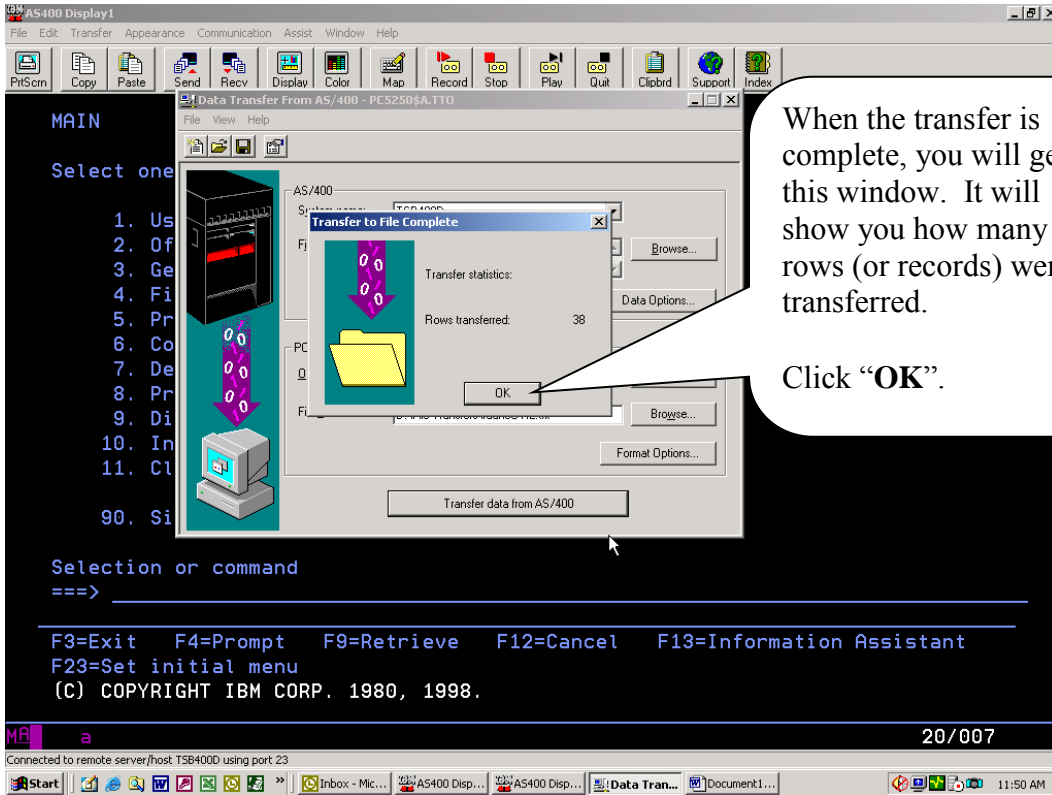 AS400 Display1
File Edit Transfer Appearance Communication Assist Window Help
PrtScrn Copy Paste Send Recv Display Color Map Record Stop Play Quit Clipbrd Support Index
Data Transfer From AS/400 - PC5250$A.TTO
File View Help
MAIN
Select one
1. Us
2. Of
3. Ge
4. Fi
5. Pr
6. Co
7. De
8. Pr
9. Di
10. In
11. Cl
90. Si
AS/400
Browse...
Data Options...
PC
Browse...
Format Options...
Transfer data from AS/400
Transfer to File Complete
Transfer statistics:
Rows transferred: 38
OK
When the transfer is
complete, you will ge
this window. It will
show you how many
rows (or records) wer
transferred.
Click “OK”.
Selection or command
===>
F3=Exit F4=Prompt F9=Retrieve F12=Cancel F13=Information Assistant
F23=Set initial menu
(C) COPYRIGHT IBM CORP. 1980, 1998.
MA a 20/007
Connected to remote server/host TSB400D using port 23
Start Inbox - Mic... AS400 Disp... AS400 Disp... Data Tran... Document1... 11:50 AM